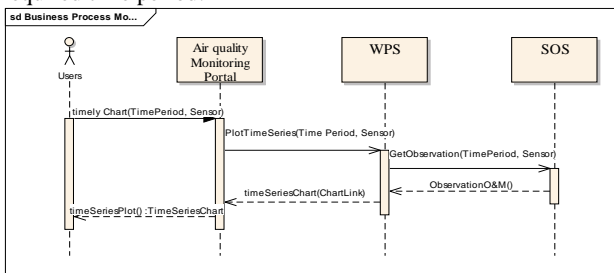 sd Business Process Mo...
Users
Air quality
Monitoring
Portal
WPS
SOS
timely Chart(TimePeriod, Sensor)
PlotTimeSeries(Time Period, Sensor)
GetObservation(TimePeriod, Sensor)
ObservationO&M()
timeSeriesChart(ChartLink)
timeSeriesPlot() :TimeSeriesChart